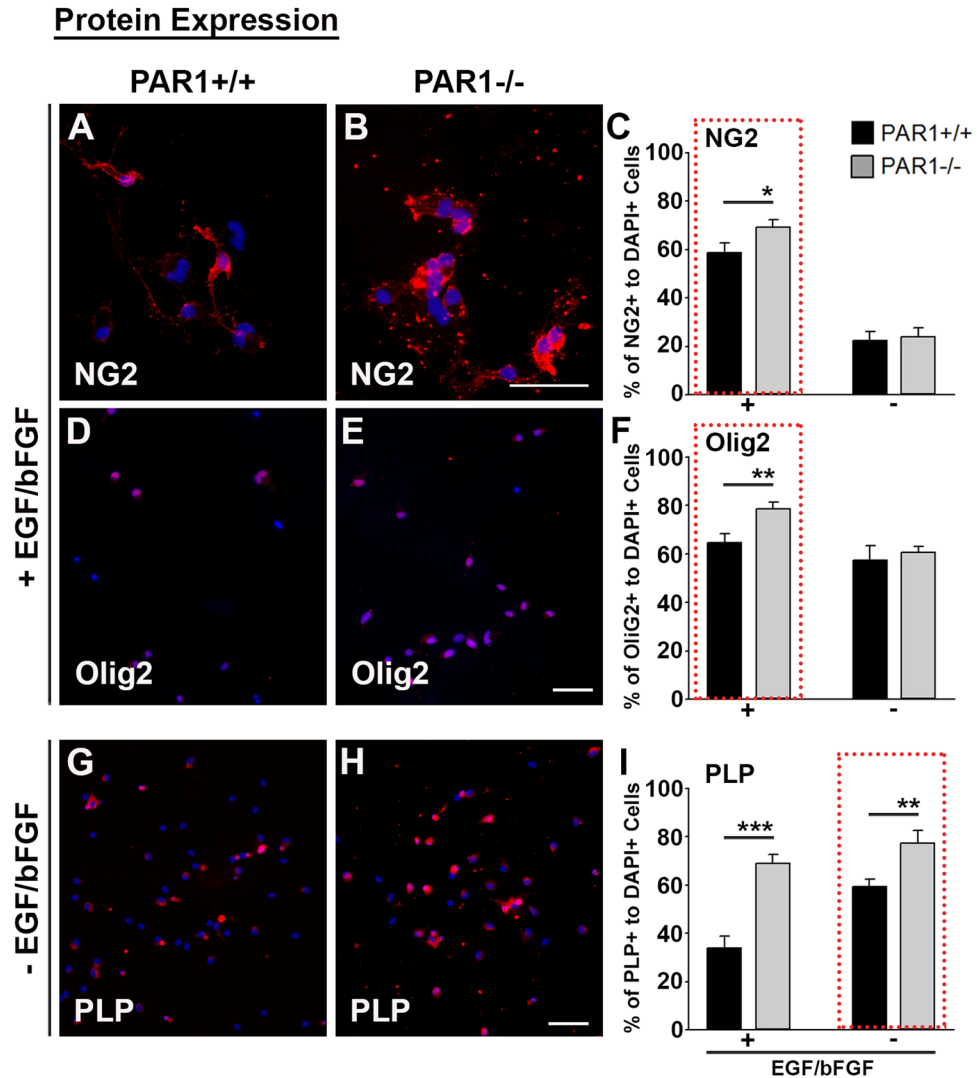 Protein Expression
PAR1+/+
PAR1-/-
+ EGF/bFGF
A
NG2
B
NG2
C
NG2
PAR1+/+
PAR1-/-
% of NG2+ to DAPI+ Cells
100
80
60
40
20
0
*
+
-
D
Olig2
E
Olig2
F
Olig2
% of OliG2+ to DAPI+ Cells
100
80
60
40
20
0
**
+
-
- EGF/bFGF
G
PLP
H
PLP
I
PLP
% of PLP+ to DAPI+ Cells
100
80
60
40
20
0
***
**
+
-
EGF/bFGF